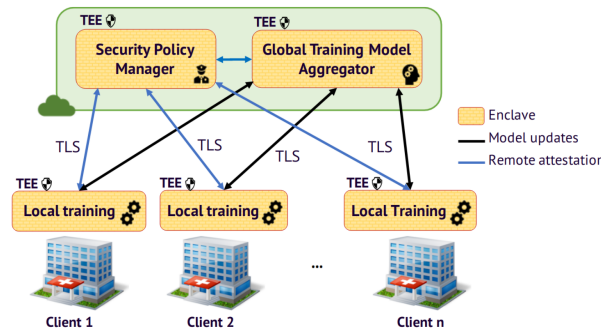 TEE
TEE
Security Policy
Manager
Global Training Model
Aggregator
Enclave
Model updates
Remote attestation
TLS
TLS
TLS
TEE
TEE
TEE
Local training
Local training
Local Training
...
Client 1
Client 2
Client n